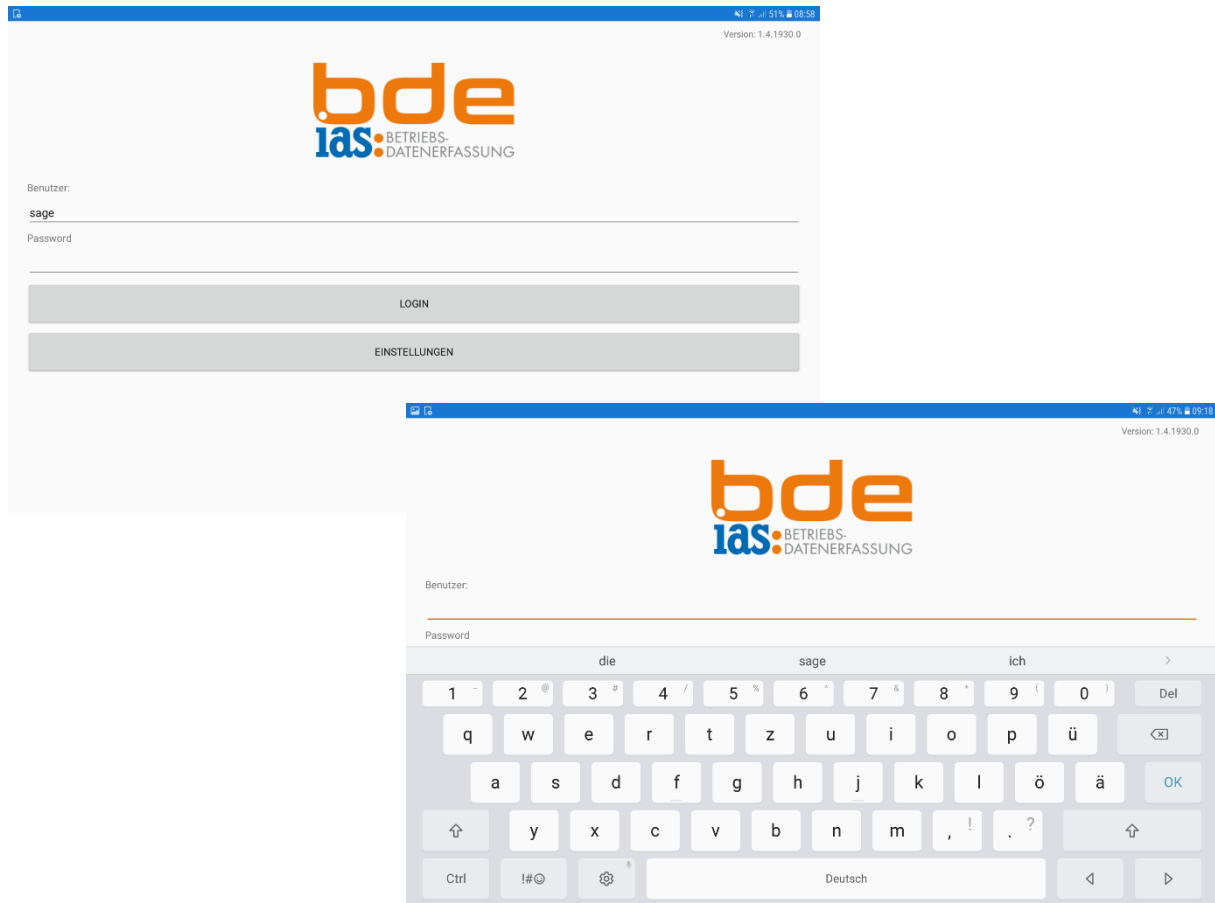 51% 08:58
Version: 1.4.1930.0
bde
ias: BETRIEBS-
DATENERFASSUNG
Benutzer:
sage
Password
LOGIN
EINSTELLUNGEN
47% 09:18
Version: 1.4.1930.0
bde
ias: BETRIEBS-
DATENERFASSUNG
Benutzer:
Password
die sage ich >
1 - 2 @ 3 # 4 / 5 % 6 ^ 7 & 8 * 9 ( 0 ) Del
q w e r t z u i o p ü
a s d f g h j k l ö ä OK
y x c v b n m , ! . ?
Ctrl !#☺ Deutsch